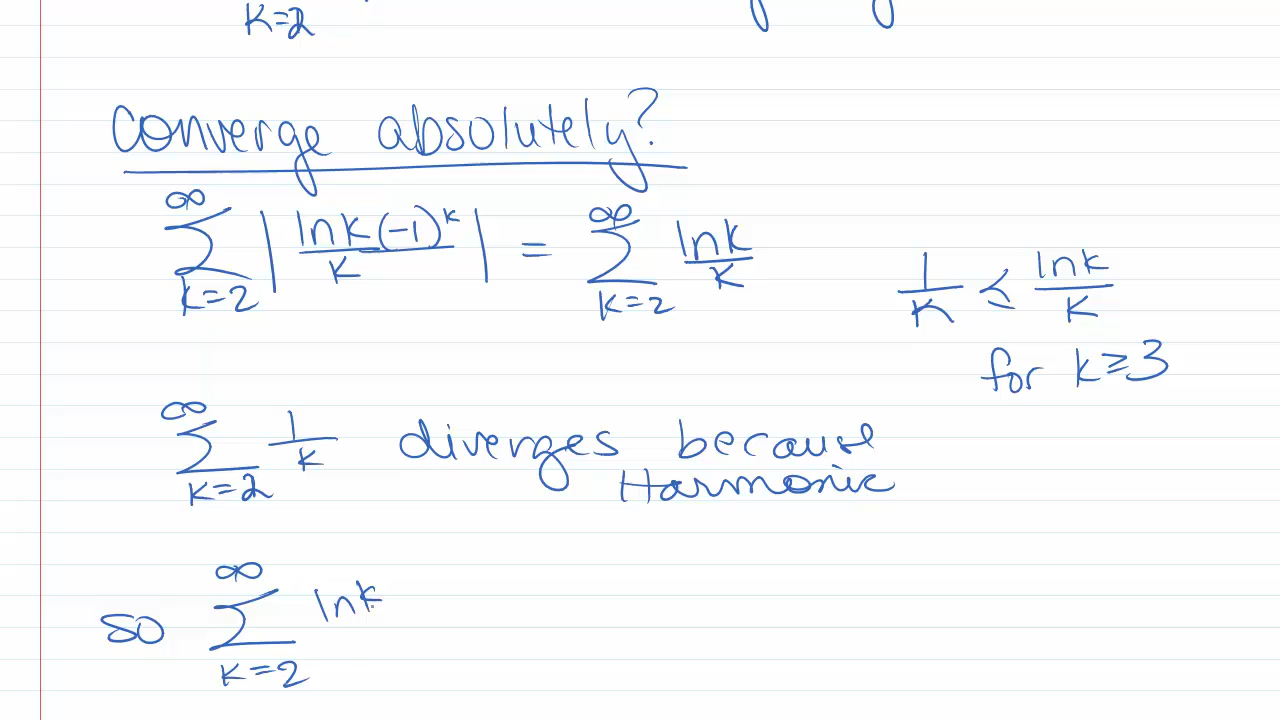 K=2
Converge absolutely?
∞ ∑ k=2 | lnk(-1)^k / k | = ∞ ∑ k=2 lnk / k
1/K ≤ lnk / k
for k ≥ 3
∞ ∑ k=2 1/k diverges because
Harmonic
so ∞ ∑ k=2 lnk